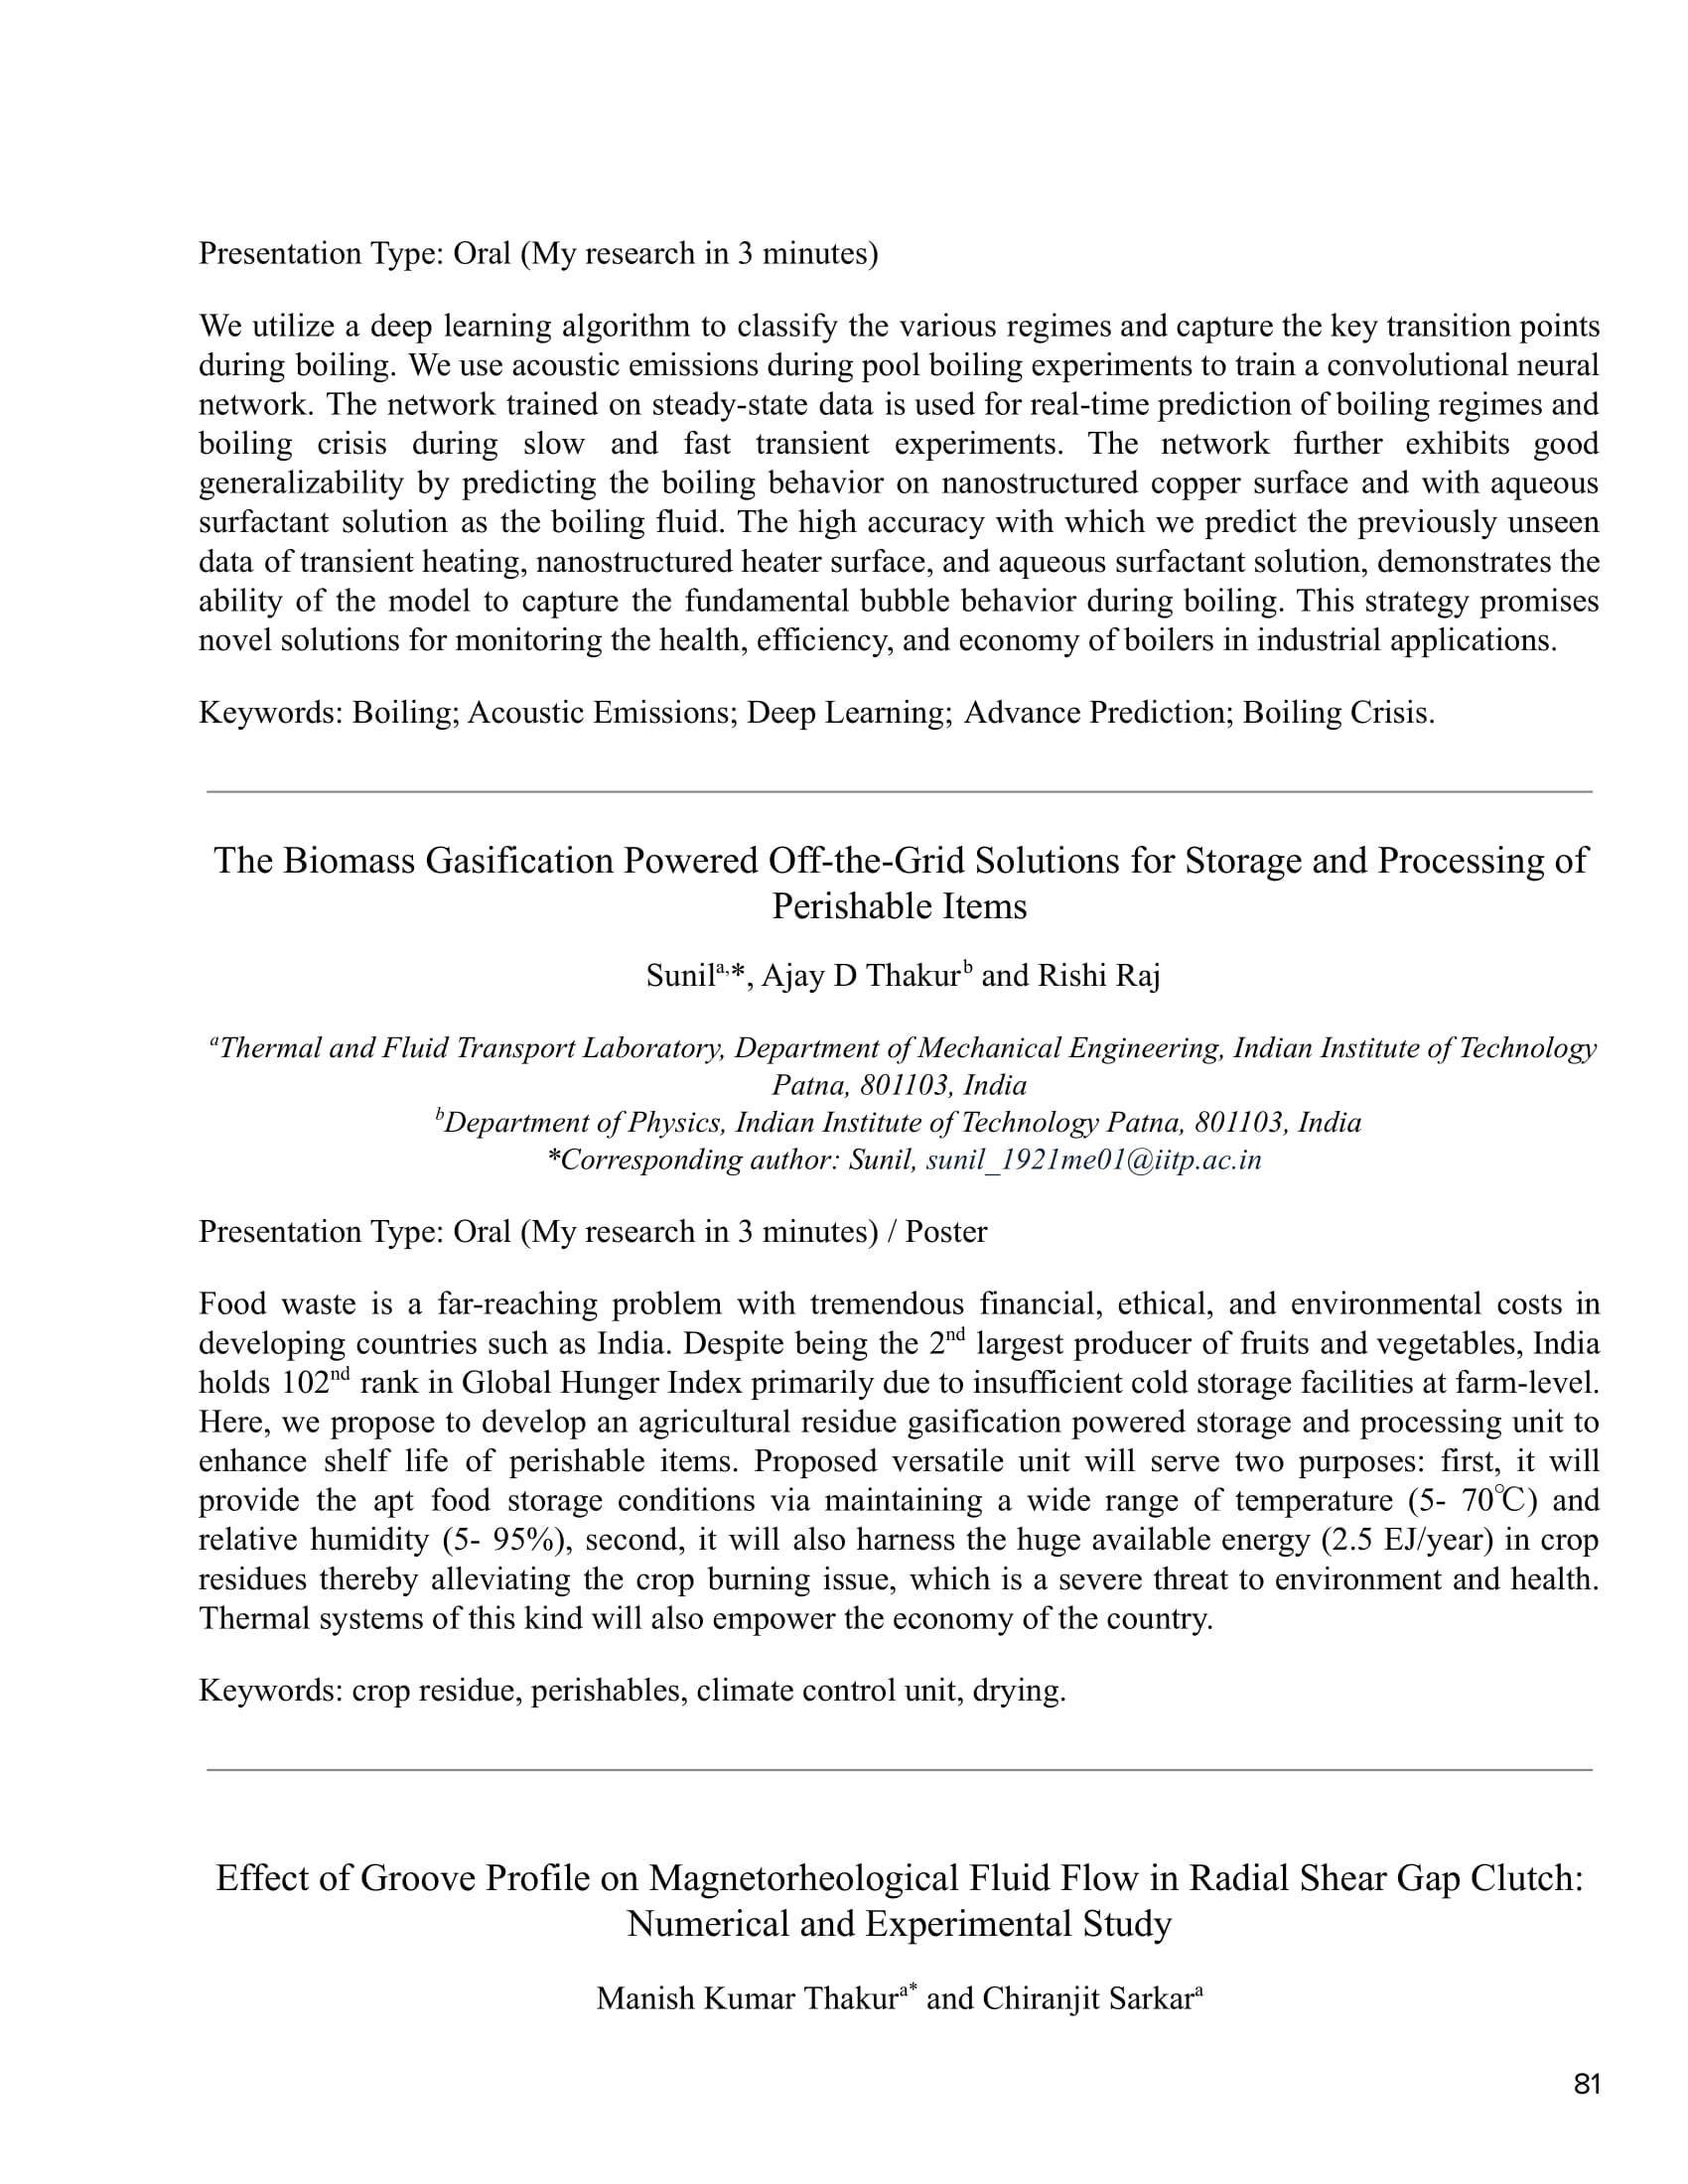 Presentation Type: Oral (My research in 3 minutes)
We utilize a deep learning algorithm to classify the various regimes and capture the key transition points
during boiling. We use acoustic emissions during pool boiling experiments to train a convolutional neural
network. The network trained on steady-state data is used for real-time prediction of boiling regimes and
boiling crisis during slow and fast transient experiments. The network further exhibits good
generalizability by predicting the boiling behavior on nanostructured copper surface and with aqueous
surfactant solution as the boiling fluid. The high accuracy with which we predict the previously unseen
data of transient heating, nanostructured heater surface, and aqueous surfactant solution, demonstrates the
ability of the model to capture the fundamental bubble behavior during boiling. This strategy promises
novel solutions for monitoring the health, efficiency, and economy of boilers in industrial applications.
Keywords: Boiling; Acoustic Emissions; Deep Learning; Advance Prediction; Boiling Crisis.
The Biomass Gasification Powered Off-the-Grid Solutions for Storage and Processing of
Perishable Items
Sunil^a,*, Ajay D Thakur^b and Rishi Raj
^aThermal and Fluid Transport Laboratory, Department of Mechanical Engineering, Indian Institute of Technology
Patna, 801103, India
^bDepartment of Physics, Indian Institute of Technology Patna, 801103, India
*Corresponding author: Sunil, sunil_1921me01@iitp.ac.in
Presentation Type: Oral (My research in 3 minutes) / Poster
Food waste is a far-reaching problem with tremendous financial, ethical, and environmental costs in
developing countries such as India. Despite being the 2nd largest producer of fruits and vegetables, India
holds 102nd rank in Global Hunger Index primarily due to insufficient cold storage facilities at farm-level.
Here, we propose to develop an agricultural residue gasification powered storage and processing unit to
enhance shelf life of perishable items. Proposed versatile unit will serve two purposes: first, it will
provide the apt food storage conditions via maintaining a wide range of temperature (5- 70℃) and
relative humidity (5- 95%), second, it will also harness the huge available energy (2.5 EJ/year) in crop
residues thereby alleviating the crop burning issue, which is a severe threat to environment and health.
Thermal systems of this kind will also empower the economy of the country.
Keywords: crop residue, perishables, climate control unit, drying.
Effect of Groove Profile on Magnetorheological Fluid Flow in Radial Shear Gap Clutch:
Numerical and Experimental Study
Manish Kumar Thakur^a* and Chiranjit Sarkar^a
81